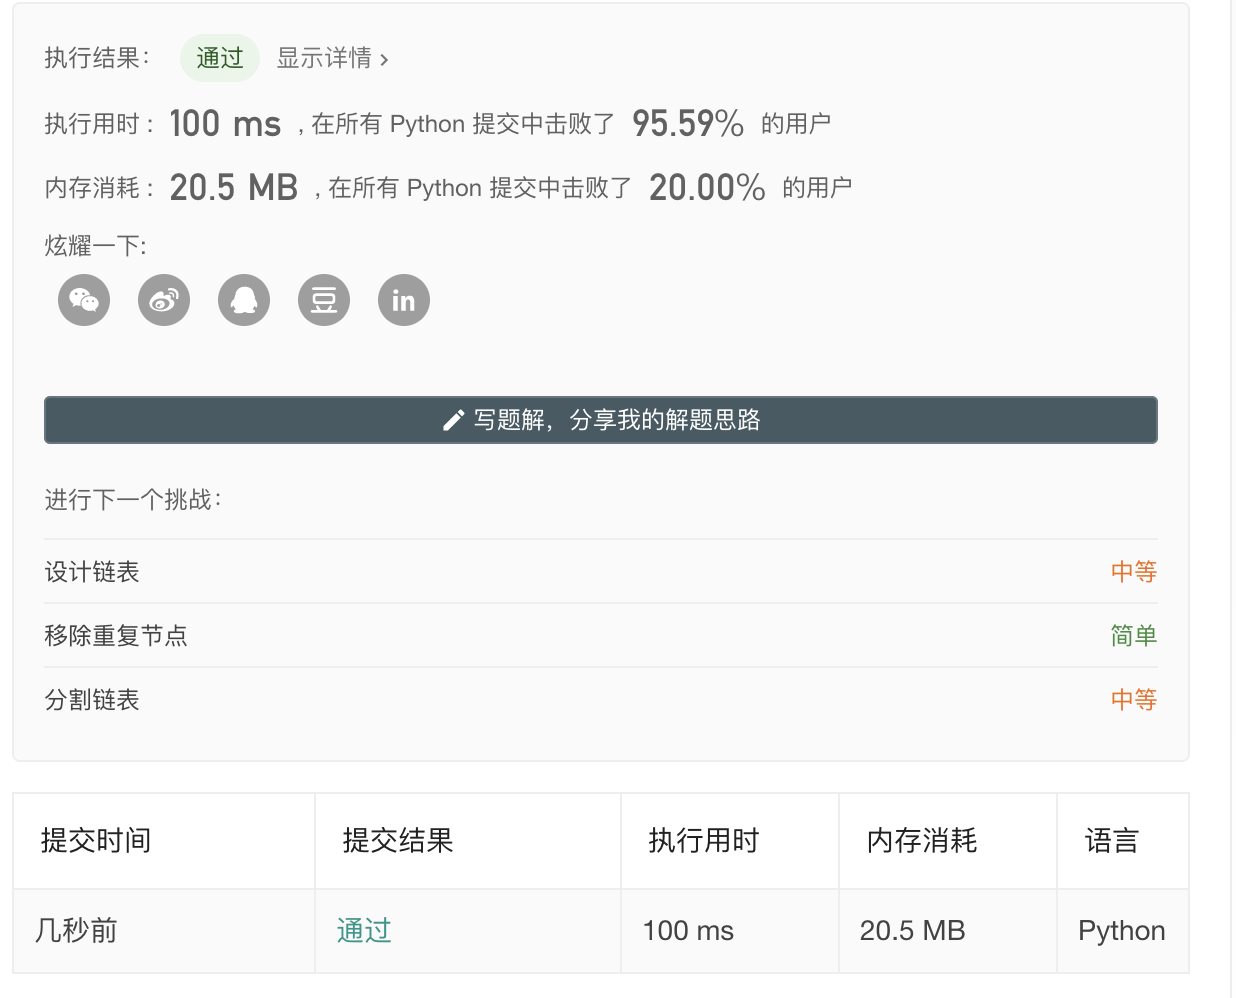 执行结果： 通过 显示详情 ›
执行用时： 100 ms ，在所有 Python 提交中击败了 95.59% 的用户
内存消耗： 20.5 MB ，在所有 Python 提交中击败了 20.00% 的用户
炫耀一下:
豆 in
写题解，分享我的解题思路
进行下一个挑战：
设计链表 中等
移除重复节点 简单
分割链表 中等
提交时间 提交结果 执行用时 内存消耗 语言
几秒前 通过 100 ms 20.5 MB Python